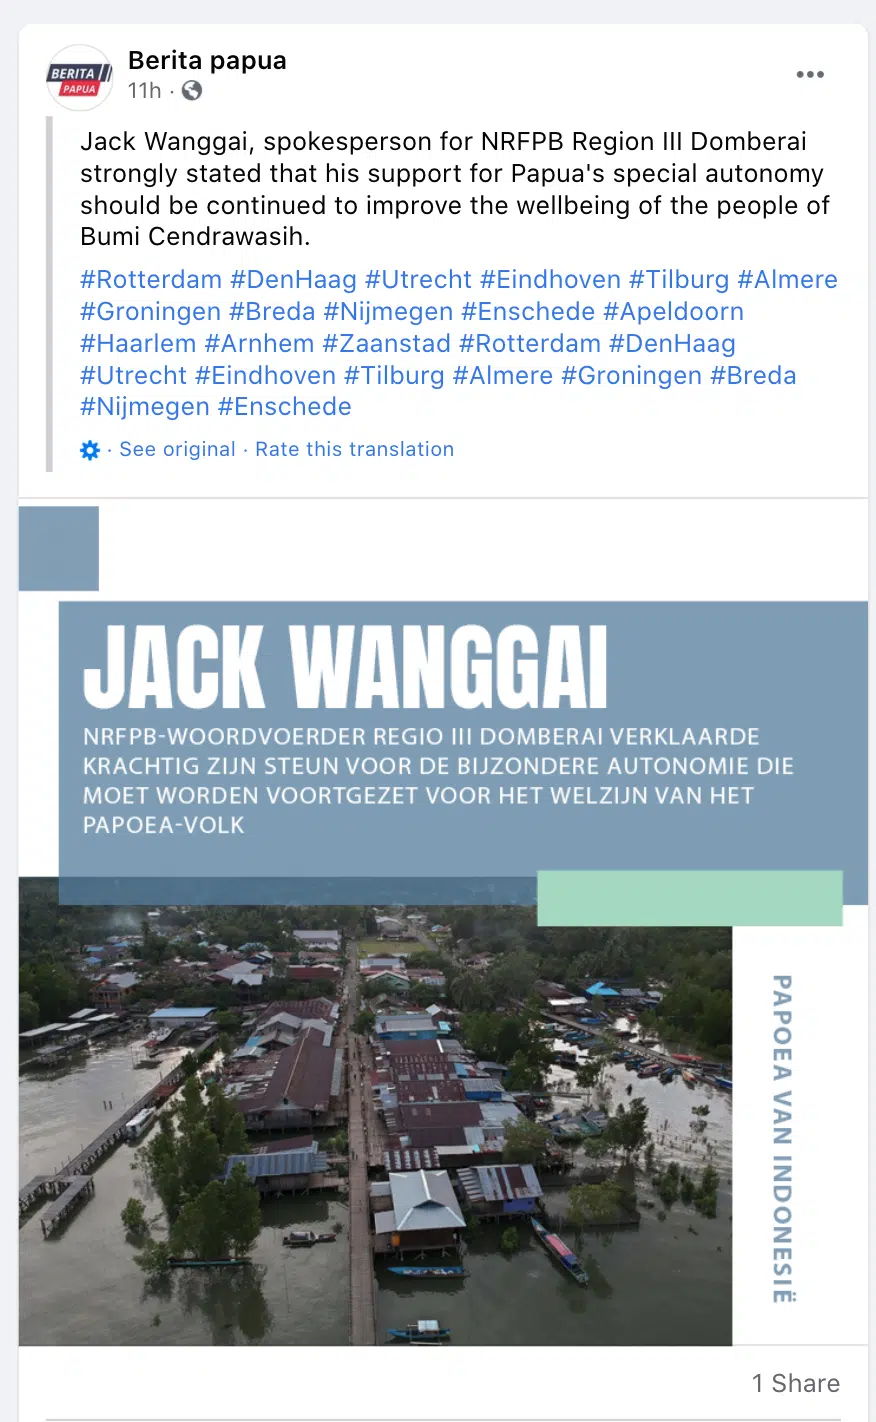 BERITA
PAPUA
Berita papua
11h ·
Jack Wanggai, spokesperson for NRFPB Region III Domberai
strongly stated that his support for Papua's special autonomy
should be continued to improve the wellbeing of the people of
Bumi Cendrawasih.
#Rotterdam #DenHaag #Utrecht #Eindhoven #Tilburg #Almere
#Groningen #Breda #Nijmegen #Enschede #Apeldoorn
#Haarlem #Arnhem #Zaanstad #Rotterdam #DenHaag
#Utrecht #Eindhoven #Tilburg #Almere #Groningen #Breda
#Nijmegen #Enschede
· See original · Rate this translation
JACK WANGGAI
NRFPB-WOORDVOERDER REGIO III DOMBERAI VERKLAARDE
KRACHTIG ZIJN STEUN VOOR DE BIJZONDERE AUTONOMIE DIE
MOET WORDEN VOORTGEZET VOOR HET WELZIJN VAN HET
PAPOEA-VOLK
PAPOEA VAN INDONESIË
1 Share